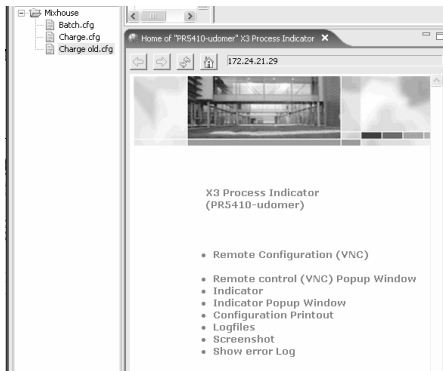 Mixhouse
Batch.cfg
Charge.cfg
Charge old.cfg
Home of "PR5410-udomer" X3 Process Indicator
172.24.21.29
X3 Process Indicator
(PR5410-udomer)
• Remote Configuration (VNC)
• Remote control (VNC) Popup Window
• Indicator
• Indicator Popup Window
• Configuration Printout
• Logfiles
• Screenshot
• Show error Log